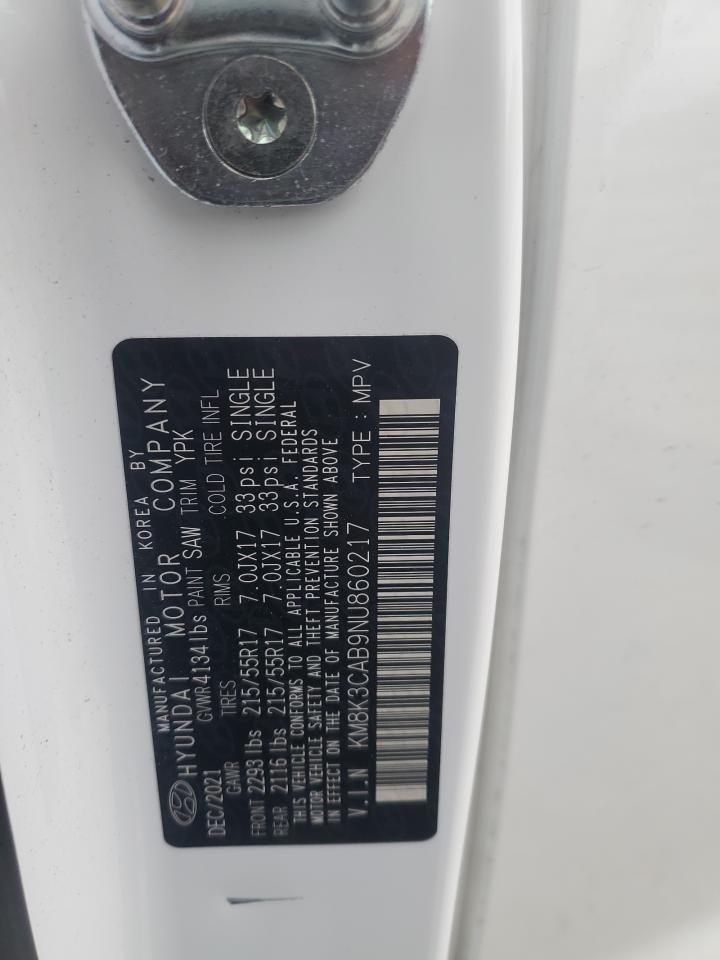 MANUFACTURED IN KOREA BY
HYUNDAI MOTOR COMPANY
DEC/2021 GVWR 4134 lbs PAINT SAW TRIM YPK
GAWR TIRES RIMS COLD TIRE INFL
FRONT 2293 lbs 215/55R17 7.0JX17 33psi SINGLE
REAR 2116 lbs 215/55R17 7.0JX17 33psi SINGLE
THIS VEHICLE CONFORMS TO ALL APPLICABLE U.S.A. FEDERAL
MOTOR VEHICLE SAFETY AND THEFT PREVENTION STANDARDS
IN EFFECT ON THE DATE OF MANUFACTURE SHOWN ABOVE
V.I.N KM8K3CAB9NU860217 TYPE : MPV